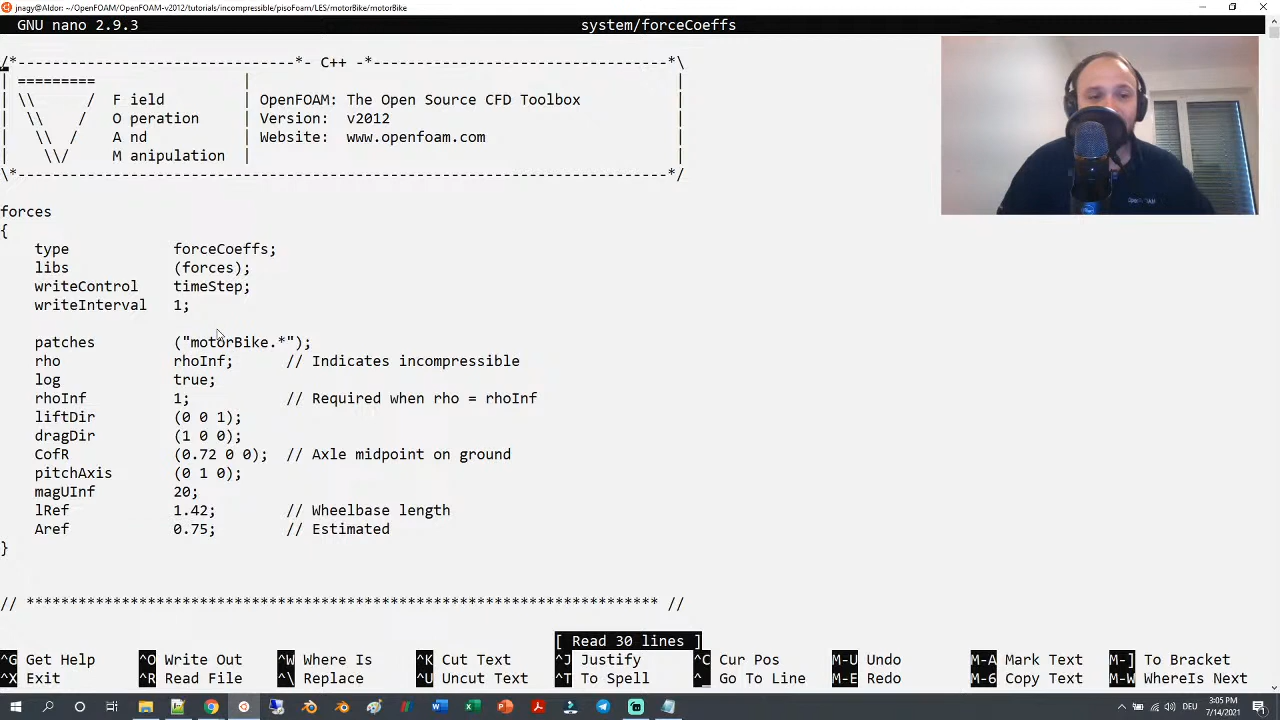 jnagy@Aldor: ~/OpenFOAM/OpenFOAM-v2012/tutorials/incompressible/pisoFoam/LES/motorBike/motorBike
GNU nano 2.9.3 system/forceCoeffs
/*--------------------------------*- C++ -*----------------------------------*\
| ========= | |
| \\ / F ield | OpenFOAM: The Open Source CFD Toolbox |
| \\ / O peration | Version: v2012 |
| \\ / A nd | Website: www.openfoam.com |
| \\/ M anipulation | |
\*---------------------------------------------------------------------------*/
forces
{
type forceCoeffs;
libs (forces);
writeControl timeStep;
writeInterval 1;
patches ("motorBike.*");
rho rhoInf; // Indicates incompressible
log true;
rhoInf 1; // Required when rho = rhoInf
liftDir (0 0 1);
dragDir (1 0 0);
CofR (0.72 0 0); // Axle midpoint on ground
pitchAxis (0 1 0);
magUInf 20;
lRef 1.42; // Wheelbase length
Aref 0.75; // Estimated
}
// ************************************************************************* //
[ Read 30 lines ]
^G Get Help ^O Write Out ^W Where Is ^K Cut Text ^J Justify ^C Cur Pos M-U Undo M-A Mark Text M-] To Bracket
^X Exit ^R Read File ^\ Replace ^U Uncut Text ^T To Spell ^_ Go To Line M-E Redo M-6 Copy Text M-W WhereIs Next
DEU 3:05 PM
7/14/2021